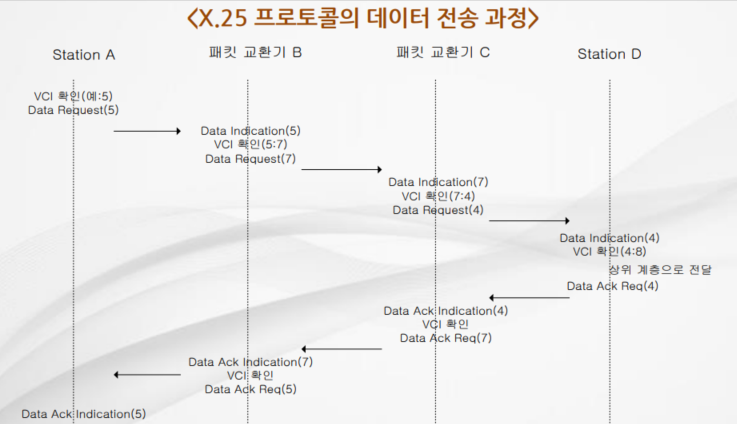 <X.25 프로토콜의 데이터 전송 과정>
Station A
패킷 교환기 B
패킷 교환기 C
Station D
VCI 확인(예:5)
Data Request(5)
Data Indication(5)
VCI 확인(5:7)
Data Request(7)
Data Indication(7)
VCI 확인(7:4)
Data Request(4)
Data Indication(4)
VCI 확인(4:8)
상위 계층으로 전달
Data Ack Req(4)
Data Ack Indication(4)
VCI 확인
Data Ack Req(7)
Data Ack Indication(7)
VCI 확인
Data Ack Req(5)
Data Ack Indication(5)